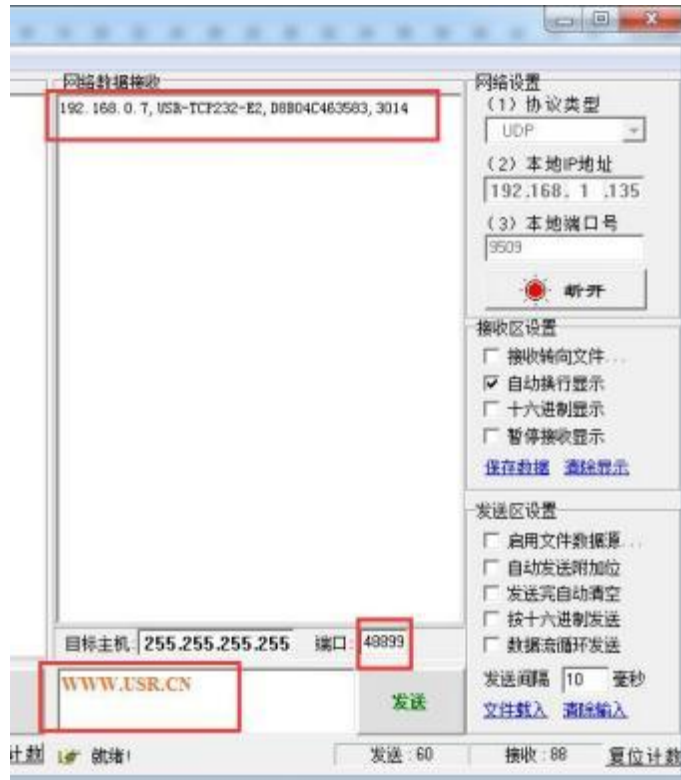 网络数据接收
192.168.0.7,USR-TCP232-E2,D8B04C463583,3014
目标主机: 255.255.255.255 端口: 48899
WWW.USR.CN
发送
网络设置
(1) 协议类型
UDP
(2) 本地IP地址
192.168. 1 .135
(3) 本地端口号
9509
断开
接收区设置
接收转向文件...
自动换行显示
十六进制显示
暂停接收显示
保存数据 清除显示
发送区设置
启用文件数据源...
自动发送附加位
发送完自动清空
按十六进制发送
数据流循环发送
发送间隔 10 毫秒
文件载入 清除输入
计数 就绪! 发送:60 接收:88 复位计数